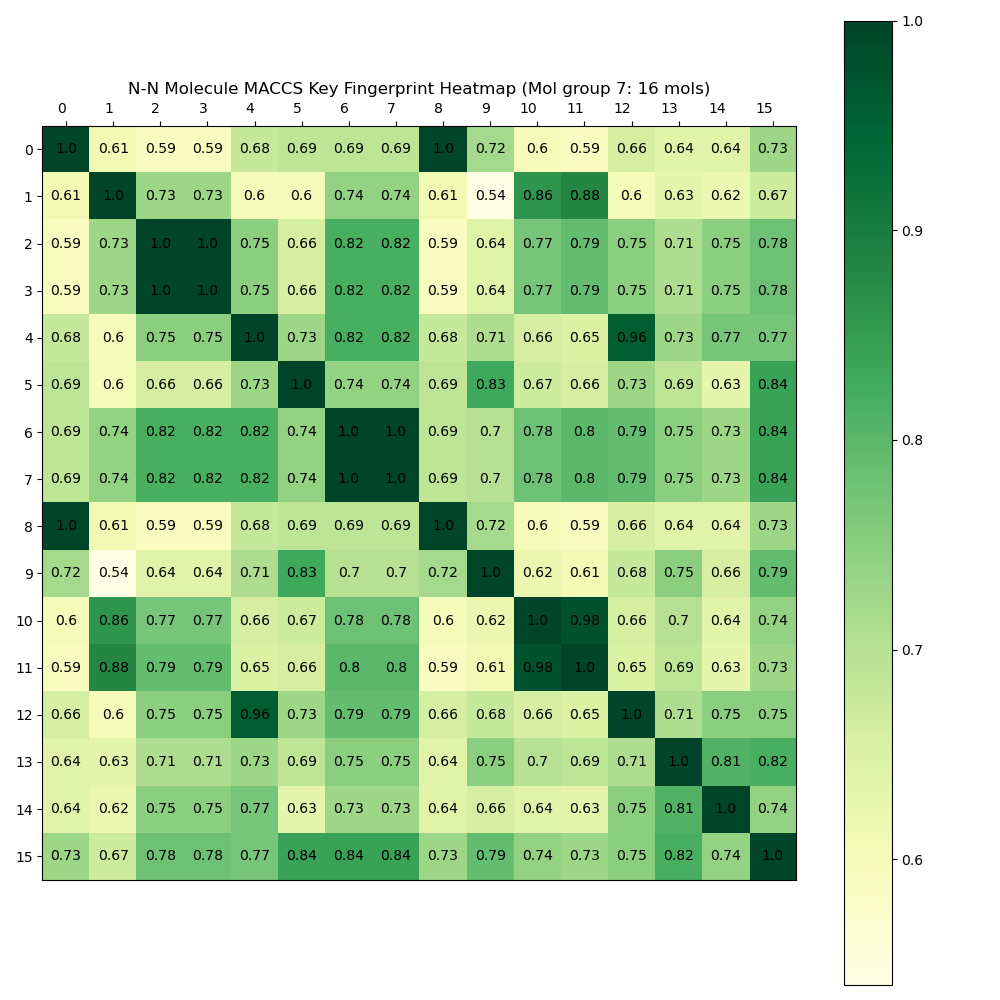 N-N Molecule MACCS Key Fingerprint Heatmap (Mol group 7: 16 mols)
0 1 2 3 4 5 6 7 8 9 10 11 12 13 14 15
0 1.0 0.61 0.59 0.59 0.68 0.69 0.69 0.69 1.0 0.72 0.6 0.59 0.66 0.64 0.64 0.73
1 0.61 1.0 0.73 0.73 0.6 0.6 0.74 0.74 0.61 0.54 0.86 0.88 0.6 0.63 0.62 0.67
2 0.59 0.73 1.0 1.0 0.75 0.66 0.82 0.82 0.59 0.64 0.77 0.79 0.75 0.71 0.75 0.78
3 0.59 0.73 1.0 1.0 0.75 0.66 0.82 0.82 0.59 0.64 0.77 0.79 0.75 0.71 0.75 0.78
4 0.68 0.6 0.75 0.75 1.0 0.73 0.82 0.82 0.68 0.71 0.66 0.65 0.96 0.73 0.77 0.77
5 0.69 0.6 0.66 0.66 0.73 1.0 0.74 0.74 0.69 0.83 0.67 0.66 0.73 0.69 0.63 0.84
6 0.69 0.74 0.82 0.82 0.82 0.74 1.0 1.0 0.69 0.7 0.78 0.8 0.79 0.75 0.73 0.84
7 0.69 0.74 0.82 0.82 0.82 0.74 1.0 1.0 0.69 0.7 0.78 0.8 0.79 0.75 0.73 0.84
8 1.0 0.61 0.59 0.59 0.68 0.69 0.69 0.69 1.0 0.72 0.6 0.59 0.66 0.64 0.64 0.73
9 0.72 0.54 0.64 0.64 0.71 0.83 0.7 0.7 0.72 1.0 0.62 0.61 0.68 0.75 0.66 0.79
10 0.6 0.86 0.77 0.77 0.66 0.67 0.78 0.78 0.6 0.62 1.0 0.98 0.66 0.7 0.64 0.74
11 0.59 0.88 0.79 0.79 0.65 0.66 0.8 0.8 0.59 0.61 0.98 1.0 0.65 0.69 0.63 0.73
12 0.66 0.6 0.75 0.75 0.96 0.73 0.79 0.79 0.66 0.68 0.66 0.65 1.0 0.71 0.75 0.75
13 0.64 0.63 0.71 0.71 0.73 0.69 0.75 0.75 0.64 0.75 0.7 0.69 0.71 1.0 0.81 0.82
14 0.64 0.62 0.75 0.75 0.77 0.63 0.73 0.73 0.64 0.66 0.64 0.63 0.75 0.81 1.0 0.74
15 0.73 0.67 0.78 0.78 0.77 0.84 0.84 0.84 0.73 0.79 0.74 0.73 0.75 0.82 0.74 1.0
1.0
0.9
0.8
0.7
0.6